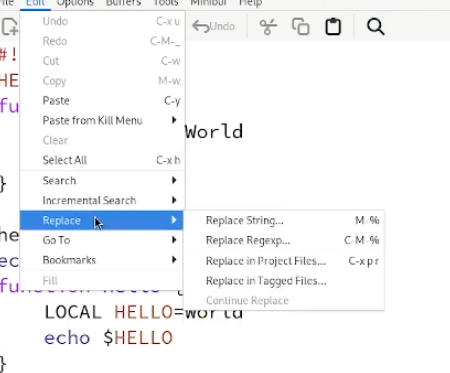 File Edit Options Buffers Tools Minibuf Help
Undo C-x u
Undo
Redo C-M-_
#!
Cut C-w
HE
Copy M-w
fu
Paste C-y
Paste from Kill Menu
World
Clear
Select All C-x h
}
Search
Incremental Search
Replace
Replace String... M-%
he
Go To
Replace Regexp... C-M-%
ec
Bookmarks
Replace in Project Files... C-x p r
Fill
Replace in Tagged Files...
function hello
Continue Replace
LOCAL HELLO=World
echo $HELLO
}